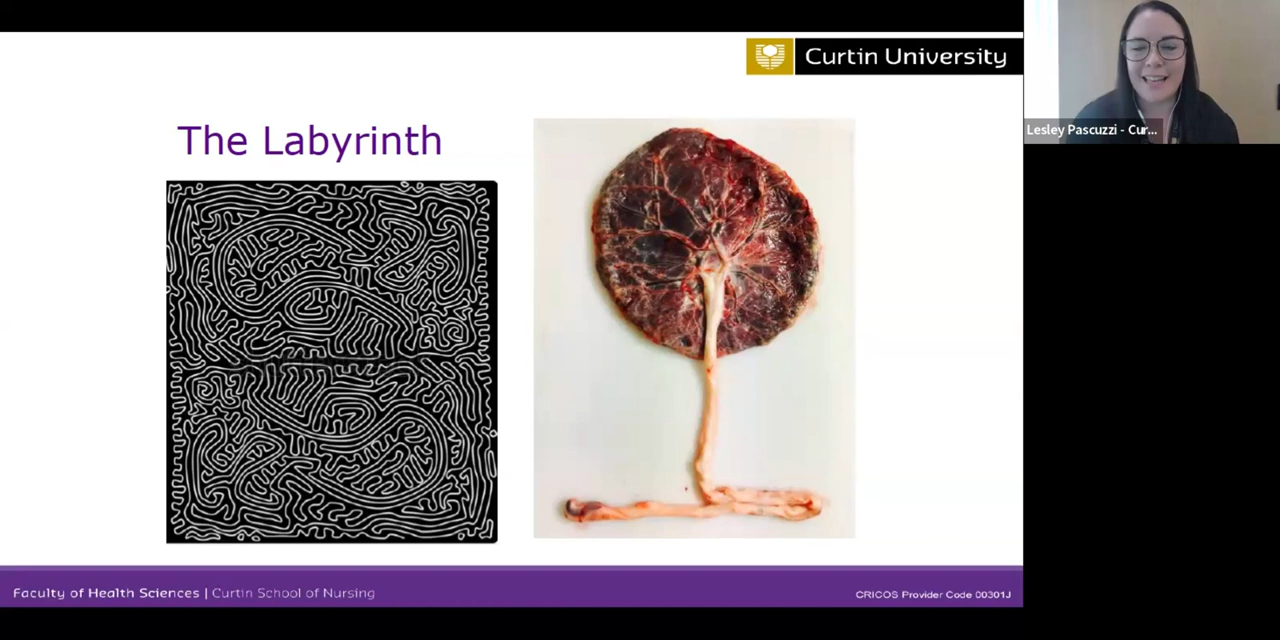 Curtin University
Lesley Pascuzzi - Cur...
The Labyrinth
Faculty of Health Sciences | Curtin School of Nursing
CRICOS Provider Code 00301J